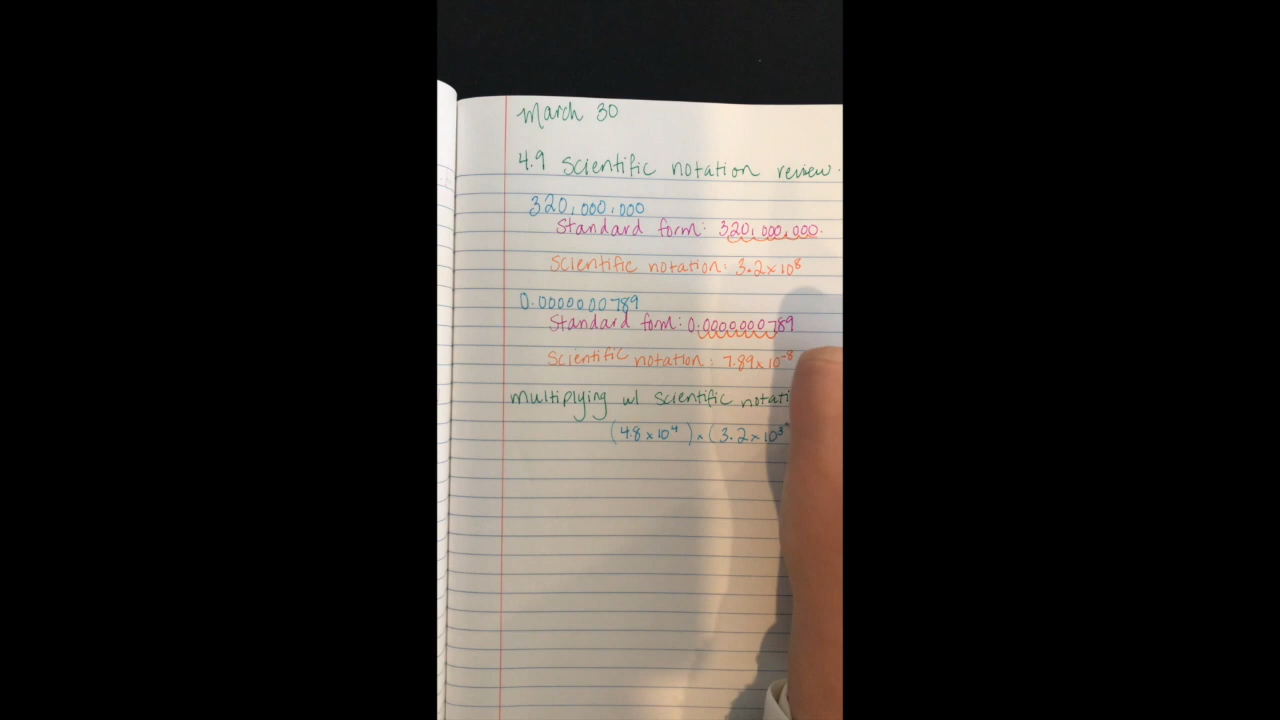 March 30
4.9 Scientific notation review.
320,000,000
Standard form: 320,000,000.
Scientific notation: 3.2 x 10⁸
0.0000000789
Standard form: 0.0000000789
Scientific notation: 7.89 x 10⁻⁸
multiplying w/ scientific notati
(4.8 x 10⁴) x (3.2 x 10³